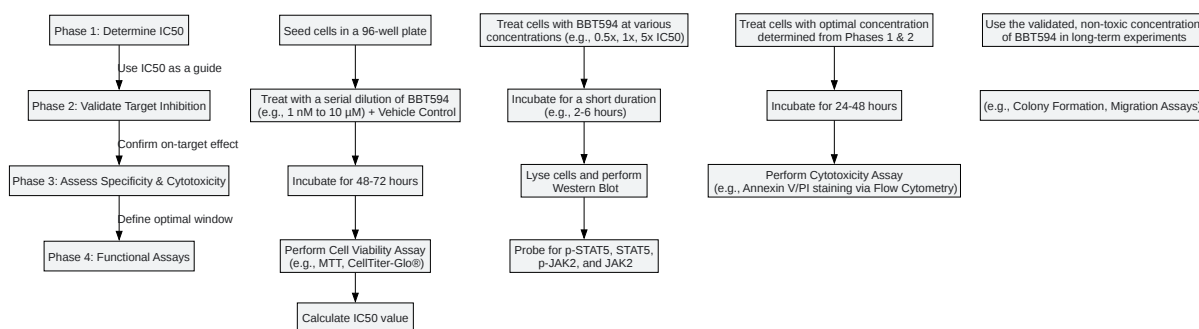 Phase 1: Determine IC50
Use IC50 as a guide
Phase 2: Validate Target Inhibition
Confirm on-target effect
Phase 3: Assess Specificity & Cytotoxicity
Define optimal window
Phase 4: Functional Assays
Seed cells in a 96-well plate
Treat with a serial dilution of BBT594
(e.g., 1 nM to 10 µM) + Vehicle Control
Incubate for 48-72 hours
Perform Cell Viability Assay
(e.g., MTT, CellTiter-Glo®)
Calculate IC50 value
Treat cells with BBT594 at various
concentrations (e.g., 0.5x, 1x, 5x IC50)
Incubate for a short duration
(e.g., 2-6 hours)
Lyse cells and perform
Western Blot
Probe for p-STAT5, STAT5,
p-JAK2, and JAK2
Treat cells with optimal concentration
determined from Phases 1 & 2
Incubate for 24-48 hours
Perform Cytotoxicity Assay
(e.g., Annexin V/PI staining via Flow Cytometry)
Use the validated, non-toxic concentration
of BBT594 in long-term experiments
(e.g., Colony Formation, Migration Assays)